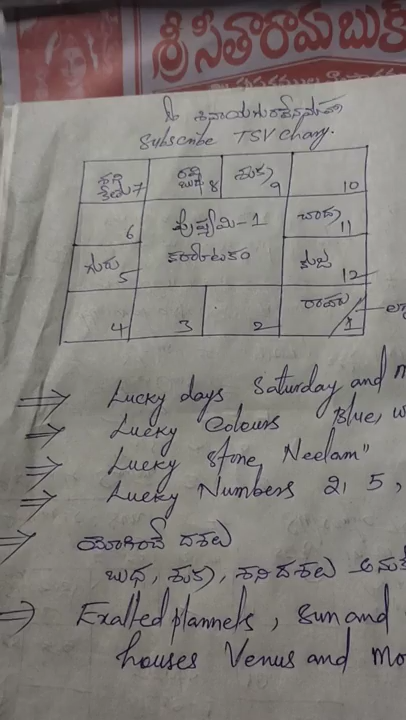 శ్రీ సీతారామ బుక్
Subscribe TSV Chary.
శని
కేతు 7
రవి
బుధ 8
శుక్ర 9
10
6
పుష్యమి - 1
11
గురు 5
కర్కాటకం
కుజ 12
4
3
2
రాహు 1
Lucky days Saturday and
Lucky Colours Blue,
Lucky Stone, Neelam"
Lucky Numbers 2, 5,
యోగించే దశలు
బుధ, శుక్ర, శని దశలు
Exalted plannets, Sun and
houses Venus and